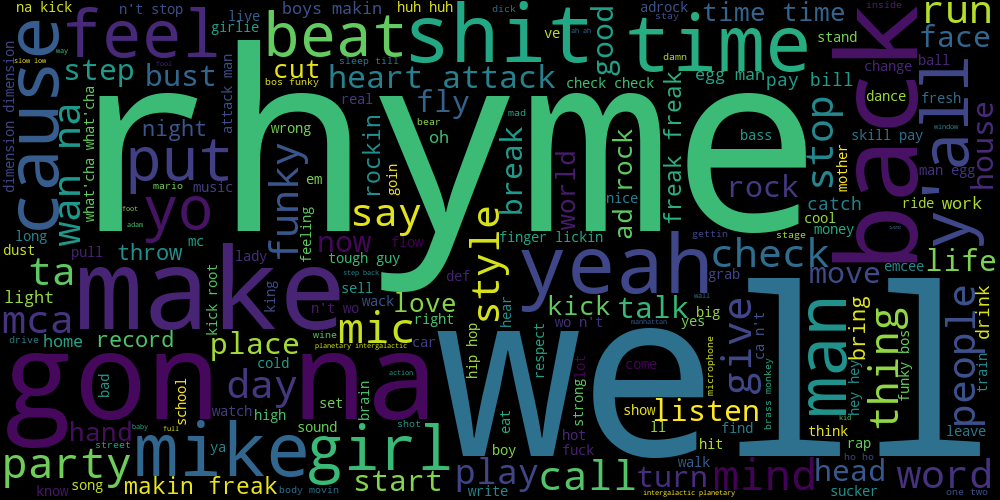 na kick
n't stop
boys makin
huh huh
dick
adrock
time time
run
girlie
live
stay
inside
cause
feel
beat
shit
time
good
back
face
ve
ah ah
stand
way
slow low
sleep till
damn
change
ball
y'all
dimension dimension
step
bust
cut
bos funky
heart attack
check check
egg man
pay bill
fool
attack man
real
fly
dance
fresh
rhyme
what'cha what'cha
wan na
night
wrong
bear
oh
mad
break
freak freak
bass
stop
skill pay
window
house
put
rockin
world
mother
man egg
mario
em
goin
nice
rock
ad rock
ride
work
music
yo
funky
say
catch
foot
adam
cool
money
long
mc
feeling
now
flow
finger lickin
gettin
stage
dust
pull
throw
lady
tough guy
style
yeah
check
emcee
ta
make
step back
def
grab
move
life
light
kick root
king
sell
wack
love
hear
kick
talk
big
give
bring
people
drink
mca
n't wo
mic
right
wo n't
yes
ca n't
man
thing
well
drive
home
record
place
wine
car
hip hop
respect
manhattan
wall
funky bos
planetary intergalactic
gon na
cold
day
brain
action
lot
come
microphone
brass monkey
hey hey
train
bad
school
watch
high
set
eat
strong
show
listen
kid
hand
baby
shot
ll
find
think
leave
street
full
mike
ya
sound
girl
boy
hot
fuck
hit
rap
party
start
play
call
walk
turn
mind
ho ho
head
word
know
song
makin freak
body movin
write
intergalactic planetary
sucker
one two